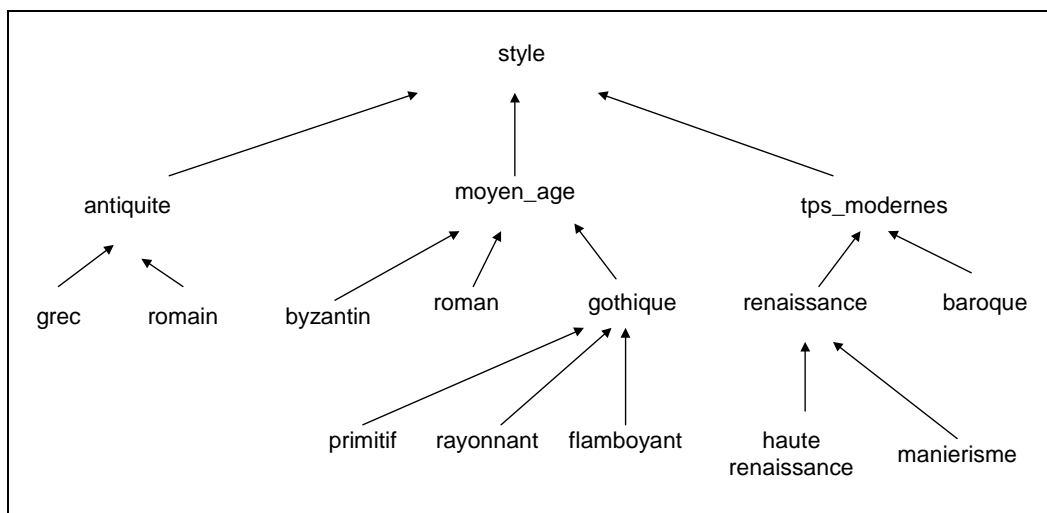 style
antiquite
moyen_age
tps_modernes
grec
romain
byzantin
roman
gothique
renaissance
baroque
primitif
rayonnant
flamboyant
haute
renaissance
manierisme